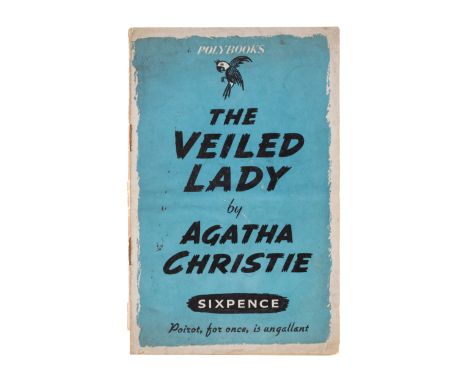 POLYBOOKS
THE
VEILED
LADY
by
AGATHA
CHRISTIE
SIXPENCE
Poirot, for once, is ungallant